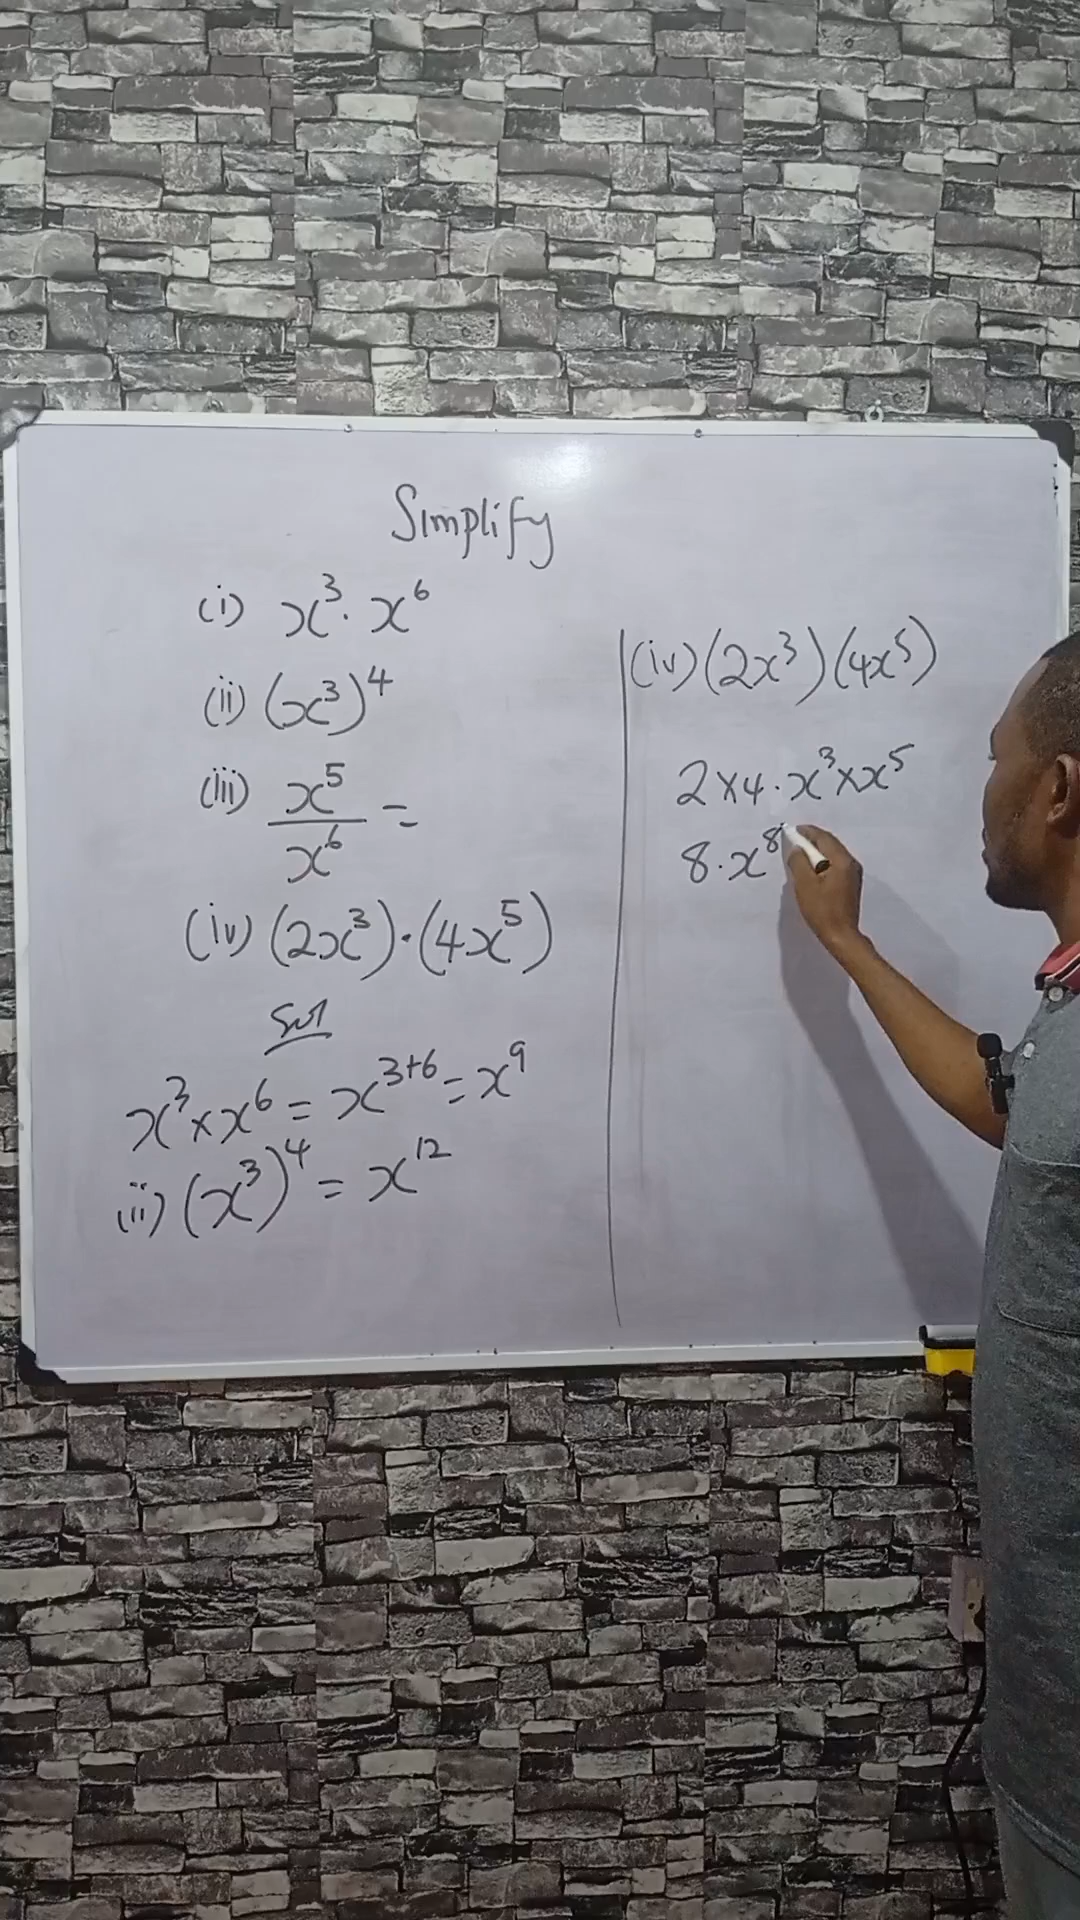 Simplify
(i) x³ · x⁶
(ii) (x³)⁴
(iii) x⁵/x⁶ =
(iv) (2x³)·(4x⁵)
Sol
x³ × x⁶ = x³⁺⁶ = x⁹
(ii) (x³)⁴ = x¹²
(iv) (2x³)(4x⁵)
2×4·x³×x⁵
8·x⁸